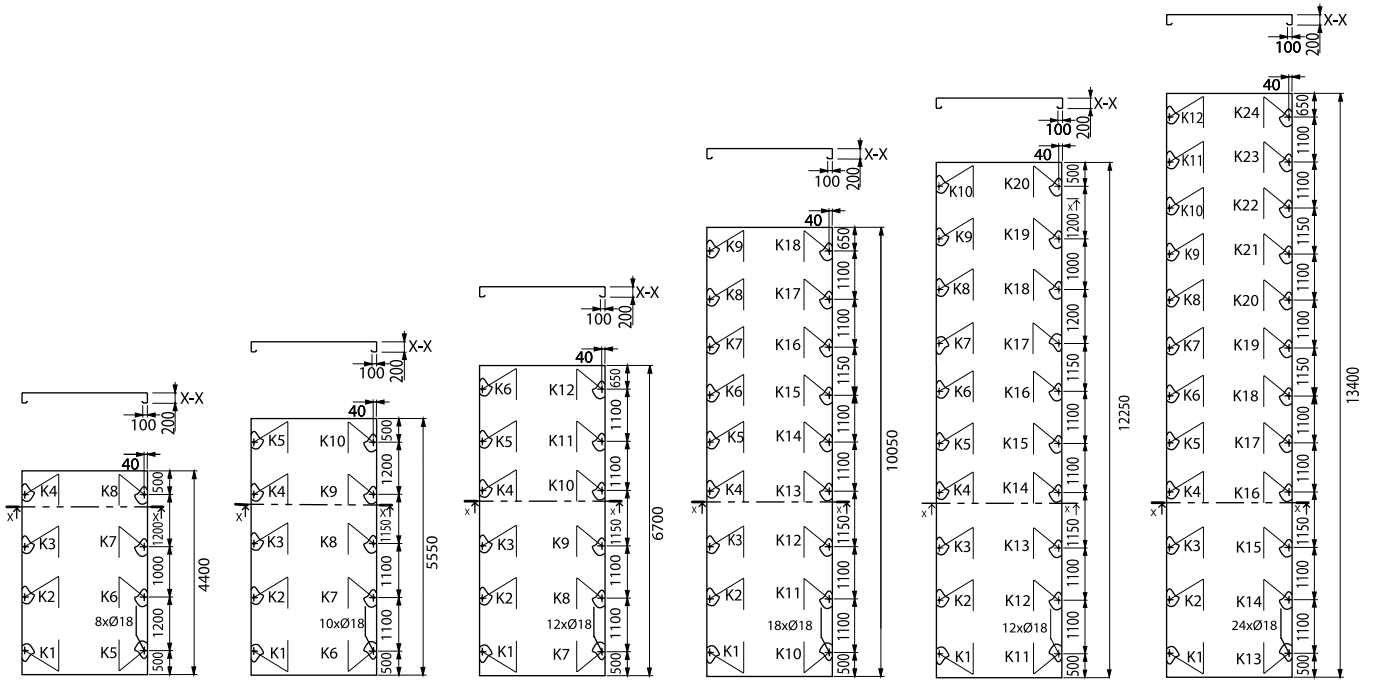 X-X
100
200
40
K4
K8
500
X
X
K3
K7
1200
1000
K2
K6
8xØ18
1200
K1
K5
500
4400
X-X
100
200
40
K5
K10
500
1200
K4
K9
X
X
1150
K3
K8
1100
K2
K7
10xØ18
1100
K1
K6
500
5550
X-X
100
200
40
K6
K12
650
1100
K5
K11
1100
K4
K10
X
X
1150
K3
K9
1100
K2
K8
12xØ18
1100
K1
K7
500
6700
X-X
100
200
40
K9
K18
650
1100
K8
K17
1100
K7
K16
1150
K6
K15
1100
K5
K14
1100
K4
K13
X
X
1150
K3
K12
1100
K2
K11
18xØ18
1100
K1
K10
500
10050
X-X
100
200
40
K10
K20
500
X
1200
K9
K19
1000
K8
K18
1200
K7
K17
1150
K6
K16
1100
K5
K15
1100
K4
K14
X
1150
K3
K13
1100
K2
K12
12xØ18
1100
K1
K11
500
12250
X-X
100
200
40
K12
K24
650
1100
K11
K23
1100
K10
K22
1150
K9
K21
1100
K8
K20
1100
K7
K19
1150
K6
K18
1100
K5
K17
1100
K4
K16
X
X
1150
K3
K15
1100
K2
K14
24xØ18
1100
K1
K13
500
13400